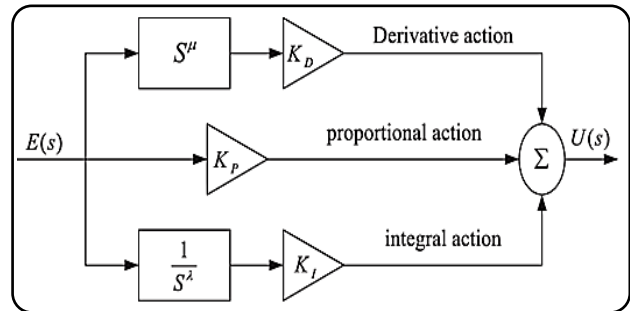 S^μ
K_D
Derivative action
E(s)
K_P
proportional action
Σ
U(s)
1
S^λ
K_I
integral action